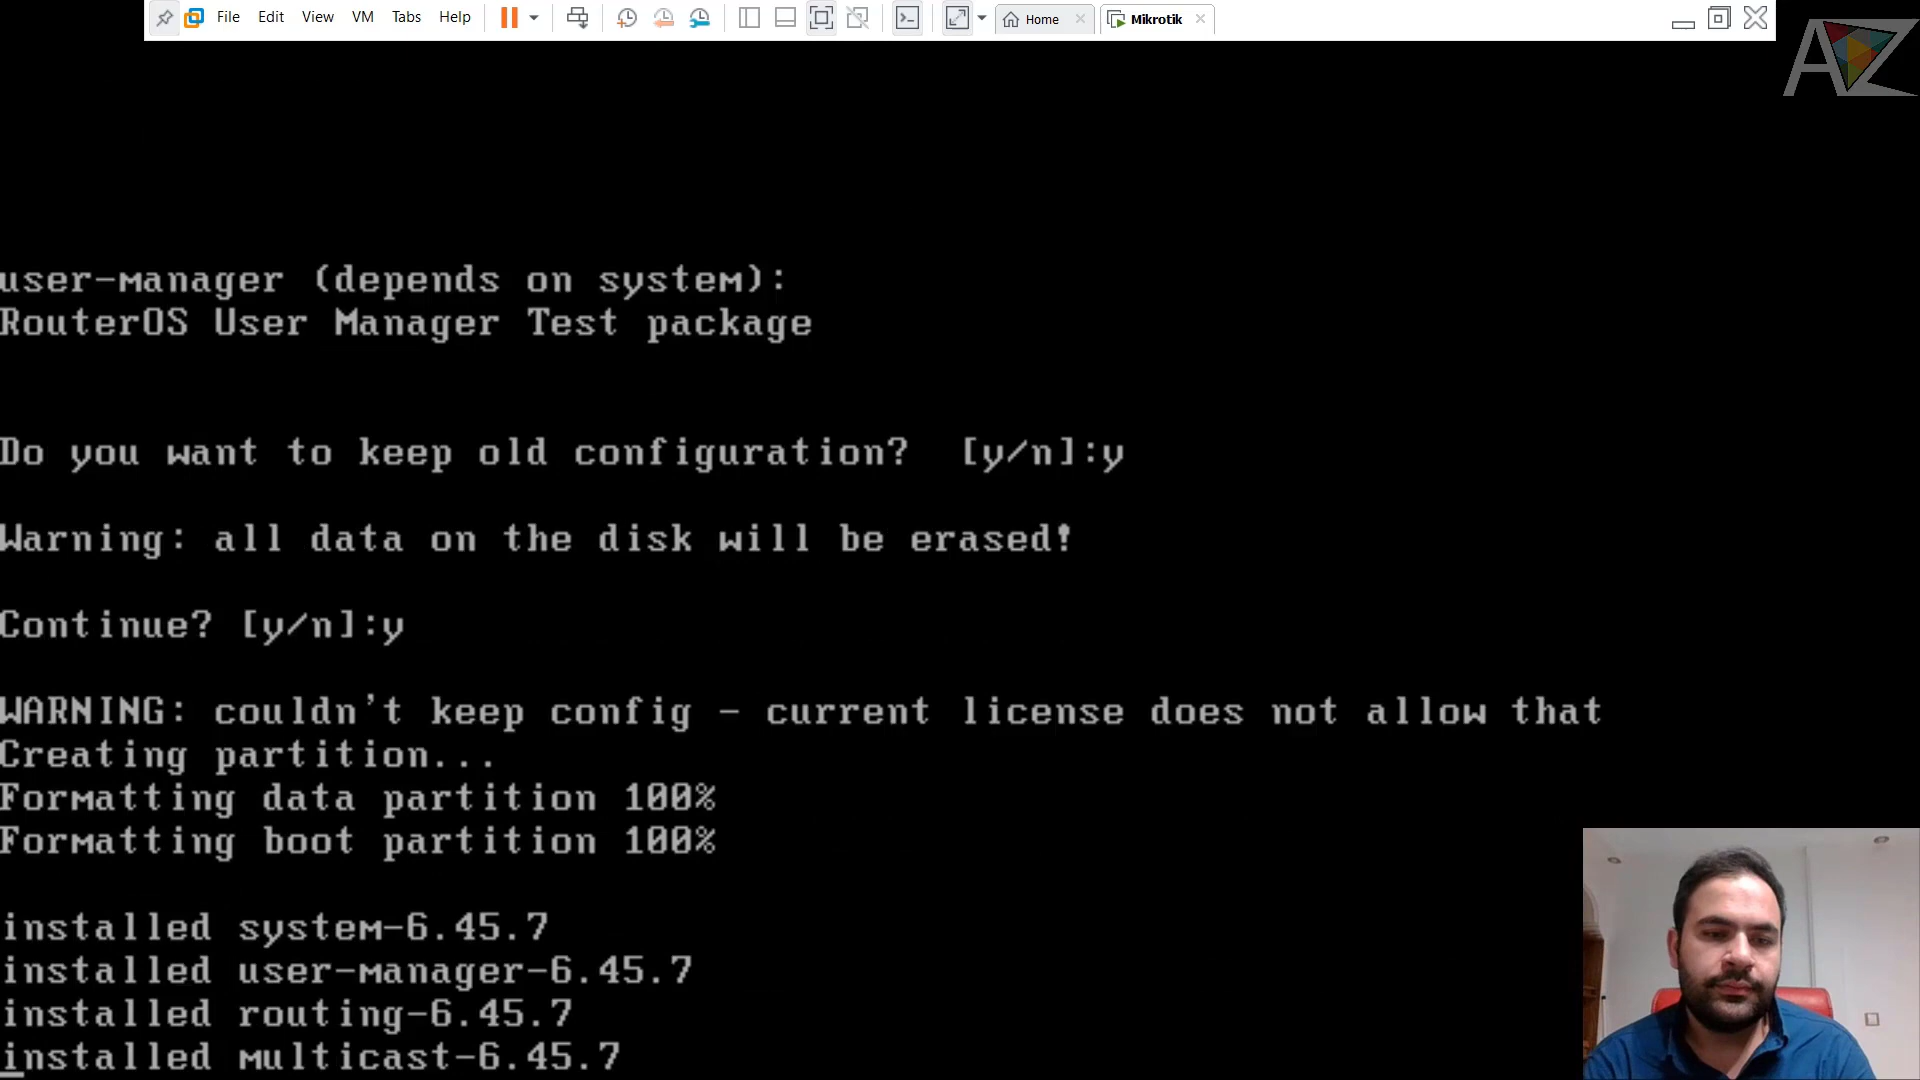 File Edit View VM Tabs Help Home Mikrotik
AZ
user-manager (depends on system):
RouterOS User Manager Test package
Do you want to keep old configuration? [y/n]:y
Warning: all data on the disk will be erased!
Continue? [y/n]:y
WARNING: couldn't keep config - current license does not allow that
Creating partition...
Formatting data partition 100%
Formatting boot partition 100%
installed system-6.45.7
installed user-manager-6.45.7
installed routing-6.45.7
installed multicast-6.45.7